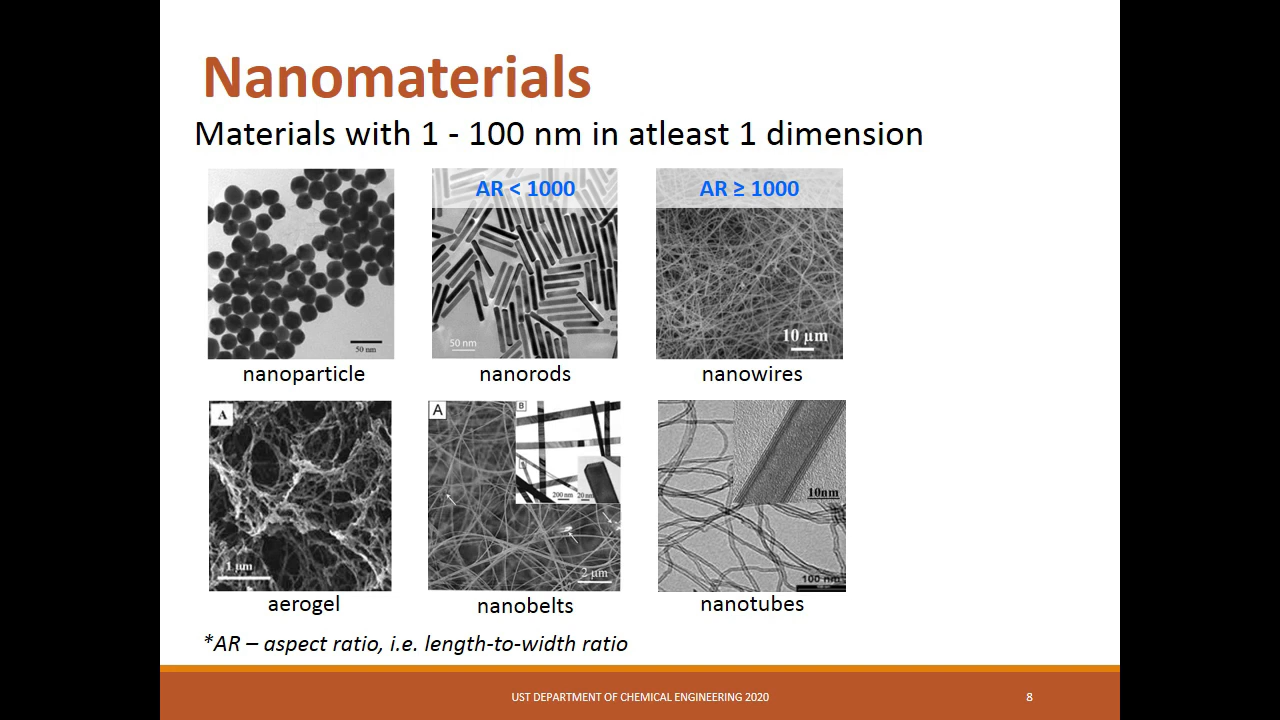 Nanomaterials
Materials with 1 - 100 nm in atleast 1 dimension
50 nm
nanoparticle
AR < 1000
50 nm
nanorods
AR ≥ 1000
10 µm
nanowires
A
1 µm
aerogel
A
B
200 nm
20 nm
2 µm
nanobelts
10nm
100 nm
nanotubes
*AR – aspect ratio, i.e. length-to-width ratio
UST DEPARTMENT OF CHEMICAL ENGINEERING 2020
8